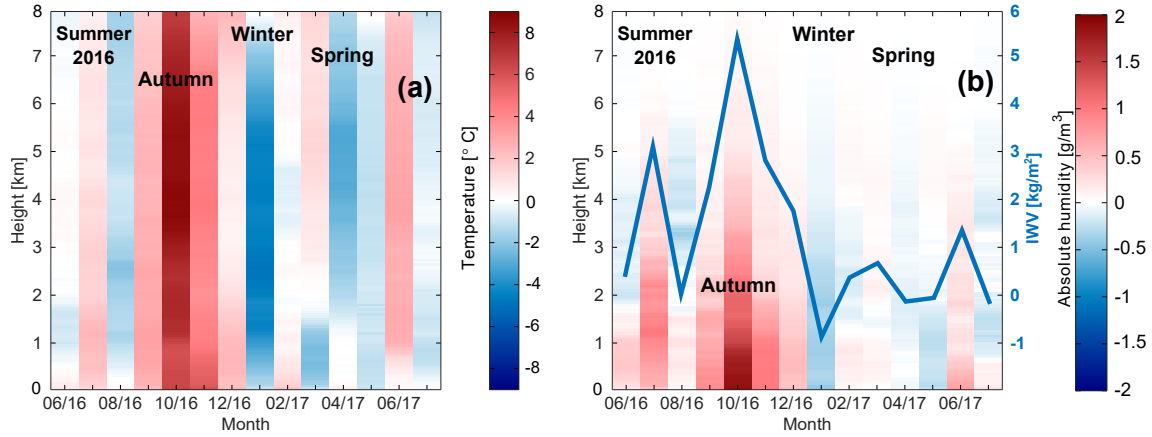 8
7
6
5
4
3
2
1
0
Height [km]
Summer
2016
Autumn
Winter
Spring
(a)
06/16 08/16 10/16 12/16 02/17 04/17 06/17
Month
8
6
4
2
0
-2
-4
-6
-8
Temperature [° C]
8
7
6
5
4
3
2
1
0
Height [km]
Summer
2016
Winter
Spring
(b)
Autumn
06/16 08/16 10/16 12/16 02/17 04/17 06/17
Month
6
5
4
3
2
1
0
-1
IWV [kg/m²]
2
1.5
1
0.5
0
-0.5
-1
-1.5
-2
Absolute humidity [g/m³]